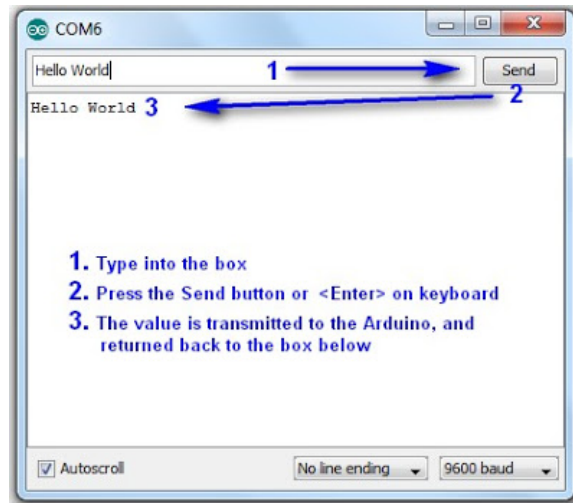 COM6
Hello World 1 Send
2
Hello World 3
1. Type into the box
2. Press the Send button or <Enter> on keyboard
3. The value is transmitted to the Arduino, and
returned back to the box below
Autoscroll No line ending 9600 baud